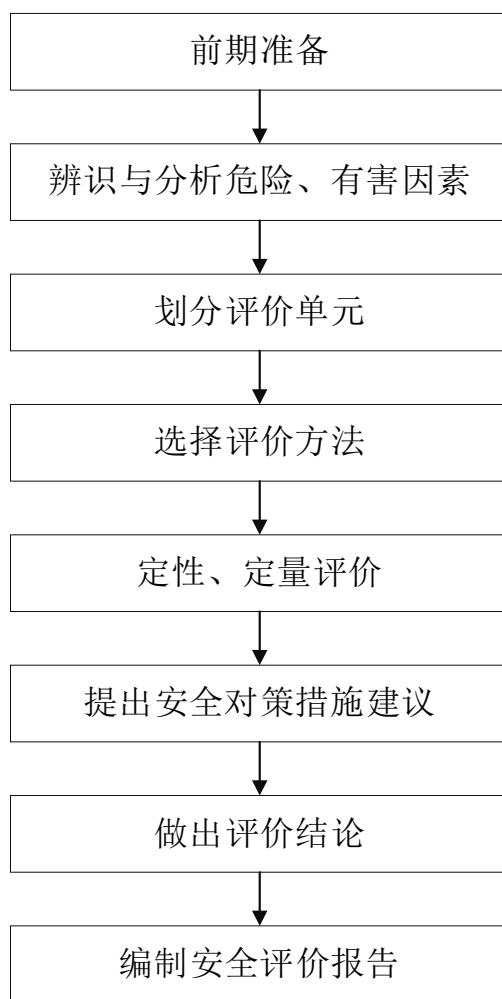 前期准备
辨识与分析危险、有害因素
划分评价单元
选择评价方法
定性、定量评价
提出安全对策措施建议
做出评价结论
编制安全评价报告